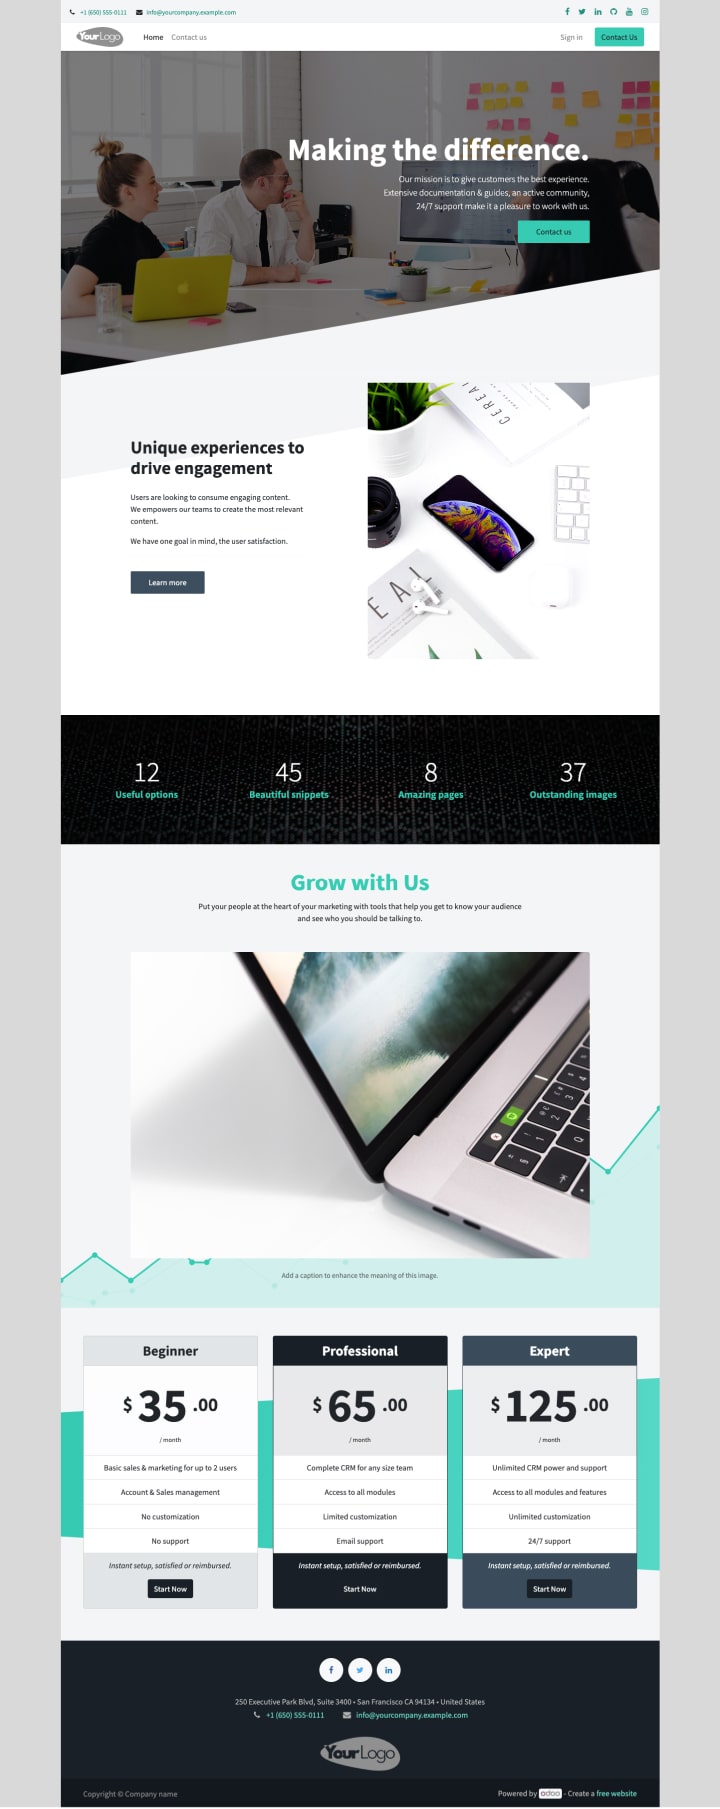 +1 (650) 555-0111 info@yourcompany.example.com
YourLogo Home Contact us Sign in Contact Us
Making the difference.
Our mission is to give customers the best experience.
Extensive documentation & guides, an active community,
24/7 support make it a pleasure to work with us.
Contact us
CEREAL
Unique experiences to
drive engagement
Users are looking to consume engaging content.
We empowers our teams to create the most relevant
content.
We have one goal in mind, the user satisfaction.
Learn more
EAL
12 45 8 37
Useful options Beautiful snippets Amazing pages Outstanding images
Grow with Us
Put your people at the heart of your marketing with tools that help you get to know your audience
and see who you should be talking to.
Add a caption to enhance the meaning of this image.
Beginner Professional Expert
$ 35 .00 $ 65 .00 $ 125 .00
/ month / month / month
Basic sales & marketing for up to 2 users Complete CRM for any size team Unlimited CRM power and support
Account & Sales management Access to all modules Access to all modules and features
No customization Limited customization Unlimited customization
No support Email support 24/7 support
Instant setup, satisfied or reimbursed. Instant setup, satisfied or reimbursed. Instant setup, satisfied or reimbursed.
Start Now Start Now Start Now
250 Executive Park Blvd, Suite 3400 • San Francisco CA 94134 • United States
+1 (650) 555-0111 info@yourcompany.example.com
YourLogo
Copyright © Company name Powered by odoo - Create a free website